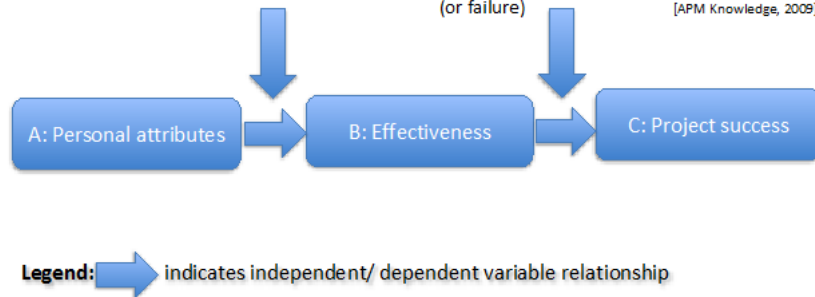 (or failure)
[APM Knowledge, 2009]
A: Personal attributes
B: Effectiveness
C: Project success
Legend: indicates independent/ dependent variable relationship